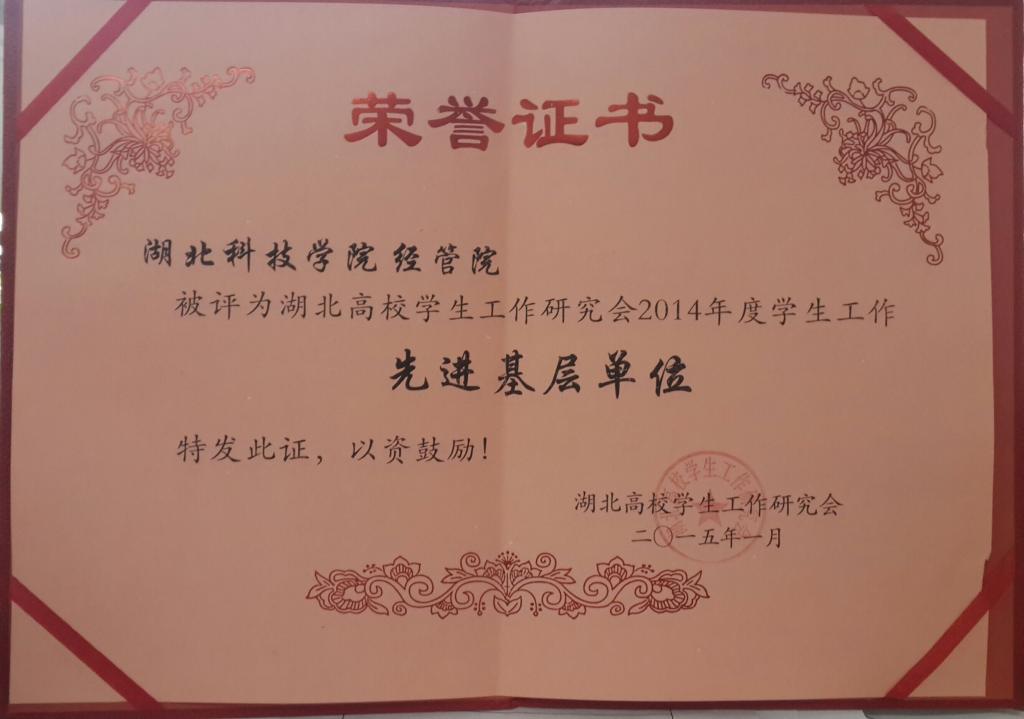 荣誉证书
湖北科技学院经管院
被评为湖北高校学生工作研究会2014年度学生工作
先进基层单位
特发此证，以资鼓励！
湖北高校学生工作研究会
二〇一五年一月